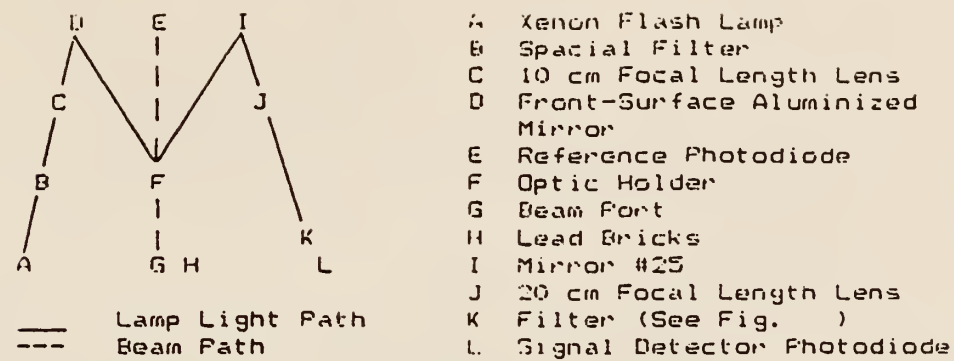 D E I
C J
B F
K
A G H L
Lamp Light Path
Beam Path
A Xenon Flash Lamp
B Spacial Filter
C 10 cm Focal Length Lens
D Front-Surface Aluminized
Mirror
E Reference Photodiode
F Optic Holder
G Beam Port
H Lead Bricks
I Mirror #25
J 20 cm Focal Length Lens
K Filter (See Fig. )
L. Signal Detector Photodiode